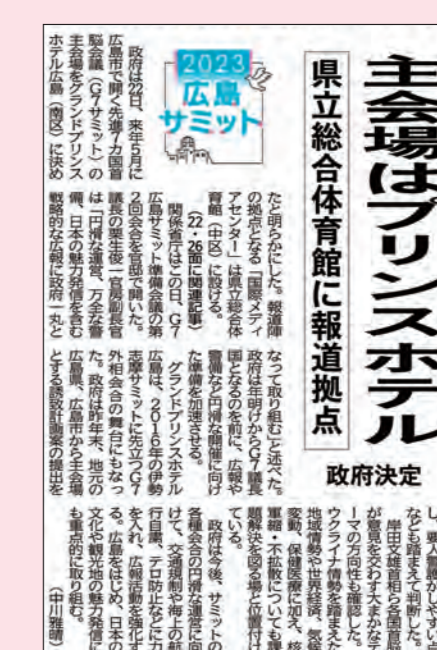 主会場はプリンスホテル
県立総合体育館に報道拠点
政府決定
2023
広島
サミット
政府は22日、来年5月に
広島市で開く先進7カ国首
脳会議(G7サミット)の
主会場をグランドプリンス
ホテル広島(南区)に決め
たと明らかにした。報道陣
の拠点となる「国際メディ
アセンター」は県立総合体
育館(中区)に設ける。
(22・26面に関連記事)
関係省庁はこの日、G7
広島サミット準備会議の第
2回会合を官邸で開いた。
議長の栗生俊一官房副長官
は「円滑な運営、万全な警
備、日本の魅力発信を含む
戦略的な広報に政府一丸と
なって取り組む」と述べた。
政府は年明けからG7議長
国となるのを前に、広報や
警備など円滑な開催に向け
た準備を加速させる。
グランドプリンスホテル
広島は、2016年の伊勢
志摩サミットに先立つG7
外相会合の舞台にもなっ
た。政府は昨年末、地元の
広島県、広島市から主会場
とする誘致計画案の提出を
し、要人警護がしやすい点
なども踏まえて判断した。
岸田文雄首相ら各国首脳
が意見を交わす大まかなテ
ーマの方向性も確認した。
ウクライナ情勢を踏まえた
地域情勢や世界経済、気候
変動、保健医療に加え、核
軍縮・不拡散についても課
題解決を図る場と位置付け
ている。
政府は今後、サミットの
各種会合の円滑な運営に向
けて、交通規制や海上の航
行自粛、テロ防止などに力
を入れ、広報活動を強化す
る。広島をはじめ、日本の
文化や観光地の魅力発信に
も重点的に取り組む。
(中川雅晴)